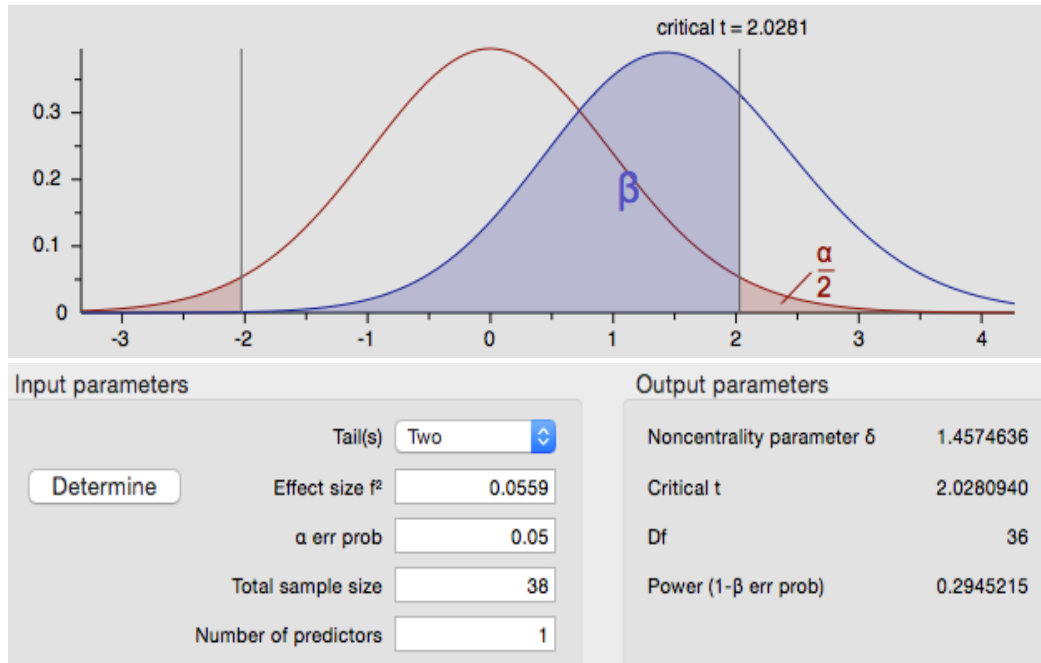 critical t = 2.0281
0.3
0.2
β
0.1
α
2
0
-3 -2 -1 0 1 2 3 4
Input parameters
Output parameters
Tail(s) Two
Noncentrality parameter δ 1.4574636
Determine
Effect size f² 0.0559
Critical t 2.0280940
α err prob 0.05
Df 36
Total sample size 38
Power (1-β err prob) 0.2945215
Number of predictors 1